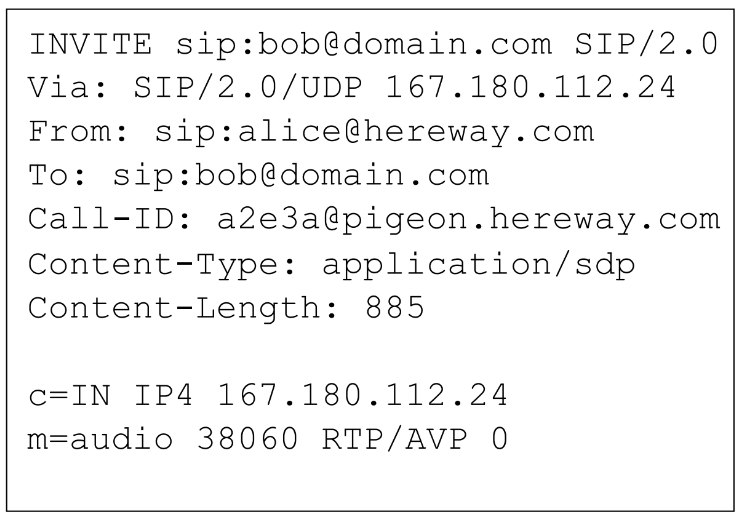 INVITE sip:bob@domain.com SIP/2.0
Via: SIP/2.0/UDP 167.180.112.24
From: sip:alice@hereway.com
To: sip:bob@domain.com
Call-ID: a2e3a@pigeon.hereway.com
Content-Type: application/sdp
Content-Length: 885

c=IN IP4 167.180.112.24
m=audio 38060 RTP/AVP 0